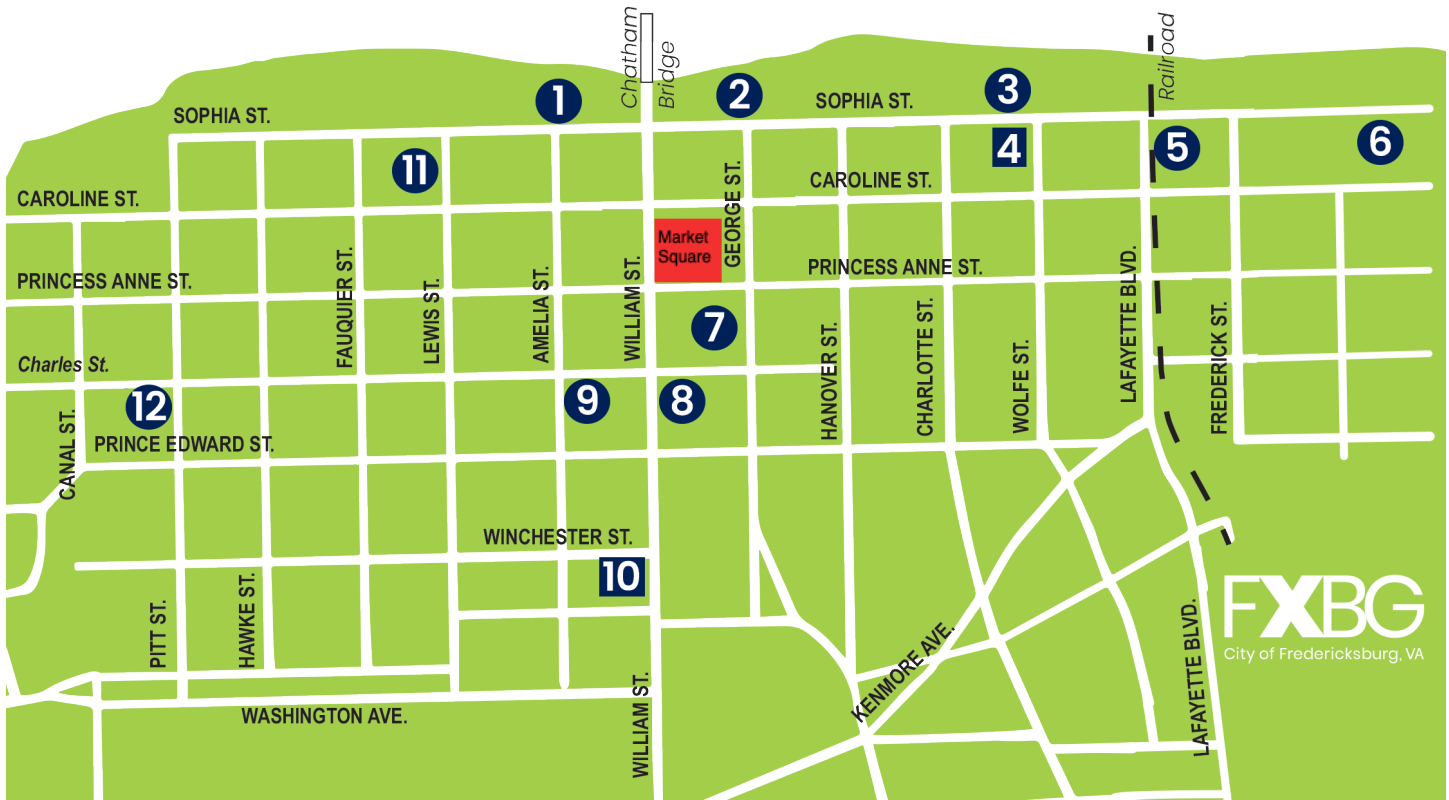 Chatham
Bridge
Railroad
1
2
SOPHIA ST.
3
SOPHIA ST.
4
5
6
11
CAROLINE ST.
CAROLINE ST.
GEORGE ST.
Market
Square
PRINCESS ANNE ST.
PRINCESS ANNE ST.
FAUQUIER ST.
LEWIS ST.
AMELIA ST.
WILLIAM ST.
7
HANOVER ST.
CHARLOTTE ST.
WOLFE ST.
LAFAYETTE BLVD.
FREDERICK ST.
Charles St.
12
9
8
CANAL ST.
PRINCE EDWARD ST.
WINCHESTER ST.
10
PITT ST.
HAWKE ST.
KENMORE AVE.
LAFAYETTE BLVD.
FXBG
City of Fredericksburg, VA
WASHINGTON AVE.
WILLIAM ST.